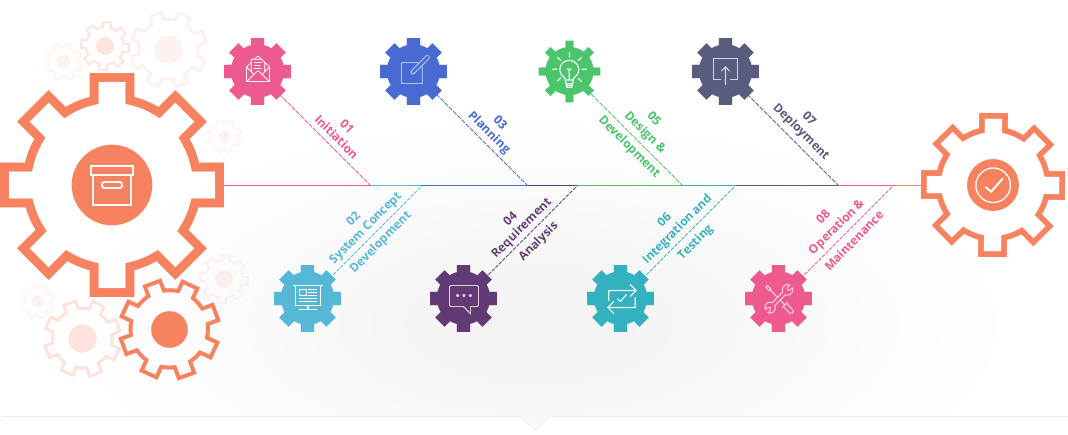 01
Initiation
02
System Concept
Development
03
Planning
04
Requirement
Analysis
05
Design &
Development
06
Integration and
Testing
07
Deployment
08
Operation &
Maintenance